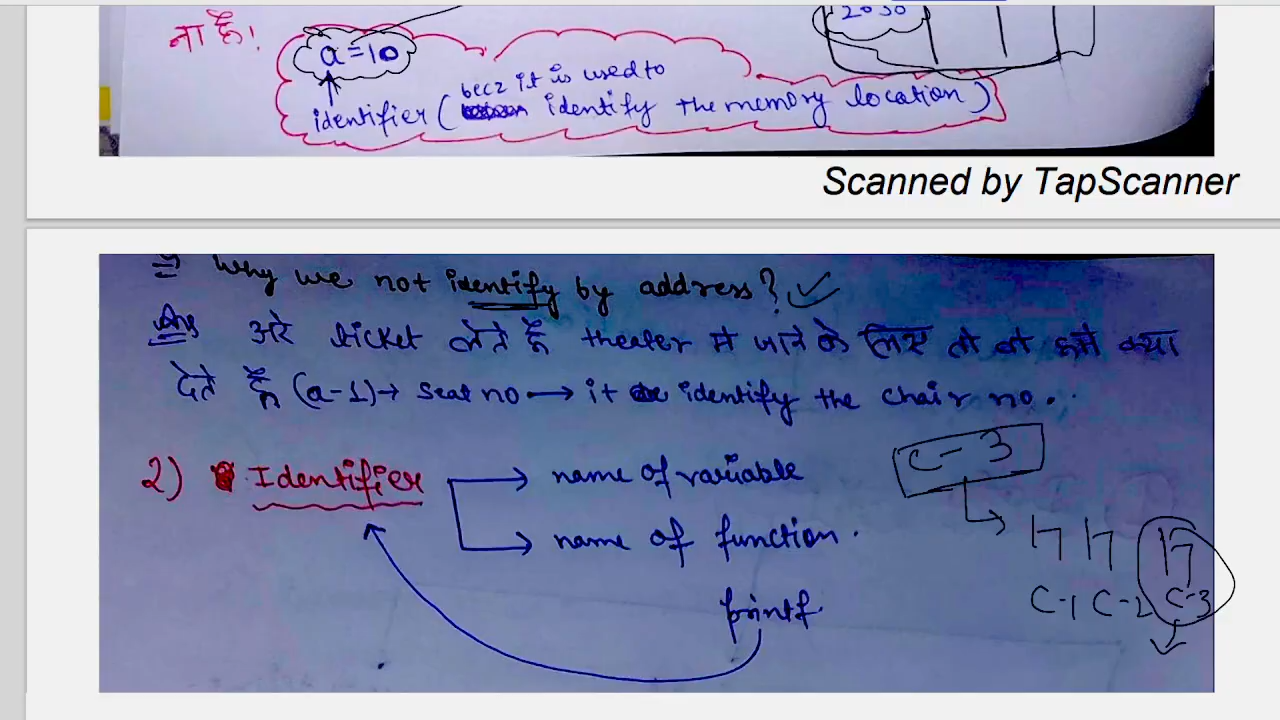 ना है!
2030
a=10
becz it is used to
identifier ( identify the memory location)
Scanned by TapScanner
Why we not identify by address?
Ans अरे ticket लेते हैं theater में जाने के लिए तो वो हमें क्या
देते हैं (a-1) → Seat no → it identify the chair no.
C-3
2) Identifier → name of variable
→ name of function.
printf
C-1 C-2 C-3